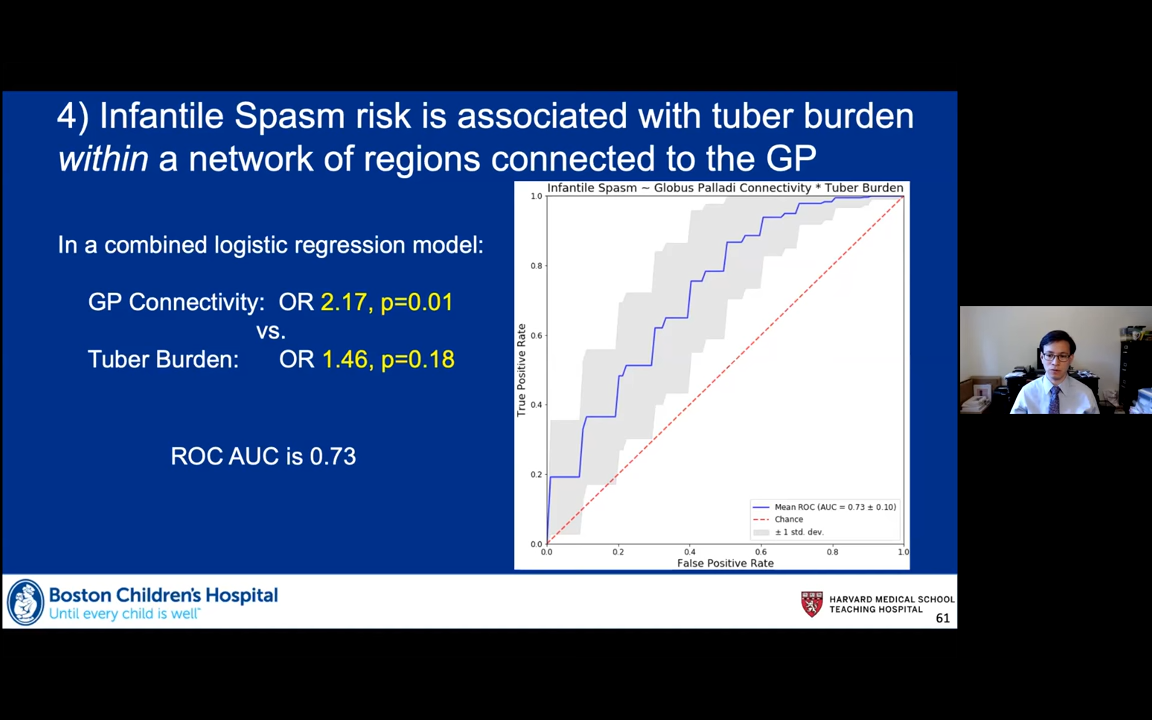 4) Infantile Spasm risk is associated with tuber burden
within a network of regions connected to the GP
In a combined logistic regression model:
GP Connectivity: OR 2.17, p=0.01
vs.
Tuber Burden: OR 1.46, p=0.18
ROC AUC is 0.73
Infantile Spasm ~ Globus Palladi Connectivity * Tuber Burden
1.0
0.8
0.6
0.4
0.2
0.0
True Positive Rate
0.0 0.2 0.4 0.6 0.8 1.0
False Positive Rate
Mean ROC (AUC = 0.73 ± 0.10)
Chance
± 1 std. dev.
Boston Children's Hospital
Until every child is well™
HARVARD MEDICAL SCHOOL
TEACHING HOSPITAL
61